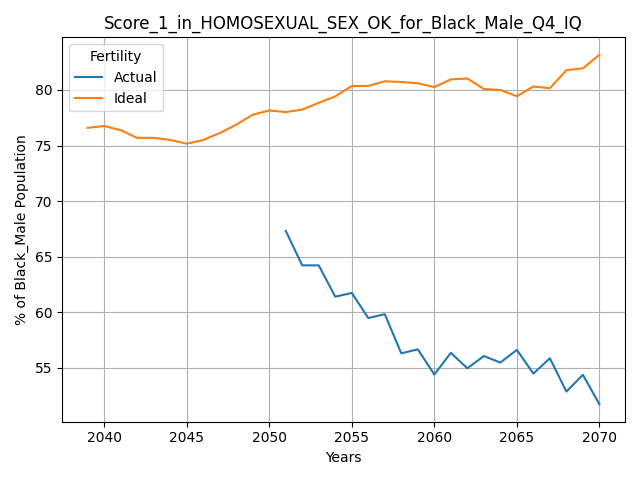 Score_1_in_HOMOSEXUAL_SEX_OK_for_Black_Male_Q4_IQ
Fertility
Actual
Ideal
% of Black_Male Population
80
75
70
65
60
55
2040
2045
2050
2055
2060
2065
2070
Years